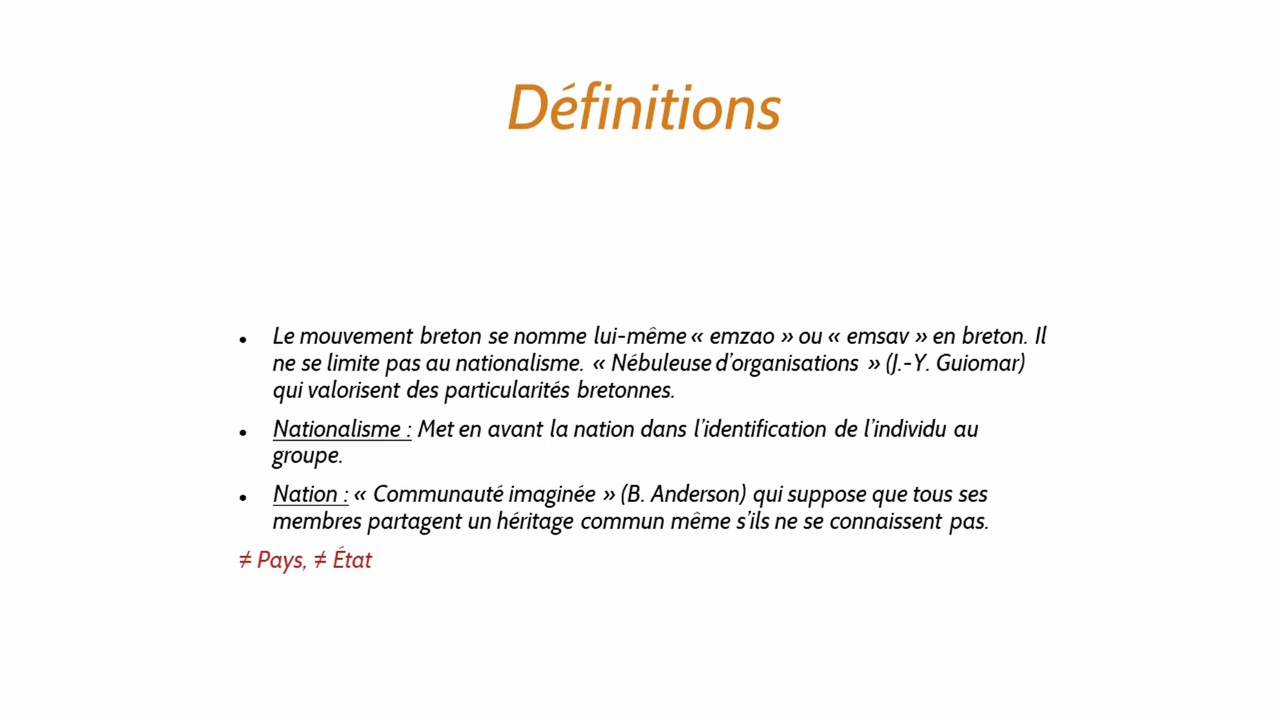 Définitions
• Le mouvement breton se nomme lui-même « emzao » ou « emsav » en breton. Il
ne se limite pas au nationalisme. « Nébuleuse d’organisations » (J.-Y. Guiomar)
qui valorisent des particularités bretonnes.
• Nationalisme : Met en avant la nation dans l’identification de l’individu au
groupe.
• Nation : « Communauté imaginée » (B. Anderson) qui suppose que tous ses
membres partagent un héritage commun même s’ils ne se connaissent pas.
≠ Pays, ≠ État